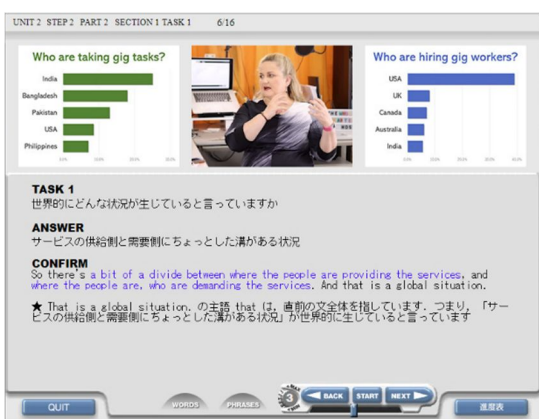 UNIT 2 STEP 2 PART 2 SECTION 1 TASK 1 6/16
Who are taking gig tasks?
India
Bangladesh
Pakistan
USA
Philippines
Who are hiring gig workers?
USA
UK
Canada
Australia
India
TASK 1
世界的にどんな状況が生じていると言っていますか
ANSWER
サービスの供給側と需要側にちょっとした溝がある状況
CONFIRM
So there's a bit of a divide between where the people are providing the services, and
where the people are, who are demanding the services. And that is a global situation.
★ That is a global situation. の主語 that は，直前の文全体を指しています．つまり，「サー
ビスの供給側と需要側にちょっとした溝がある状況」が世界的に生じていると言っています
QUIT
WORDS
PHRASES
3
BACK
START
NEXT
進度表